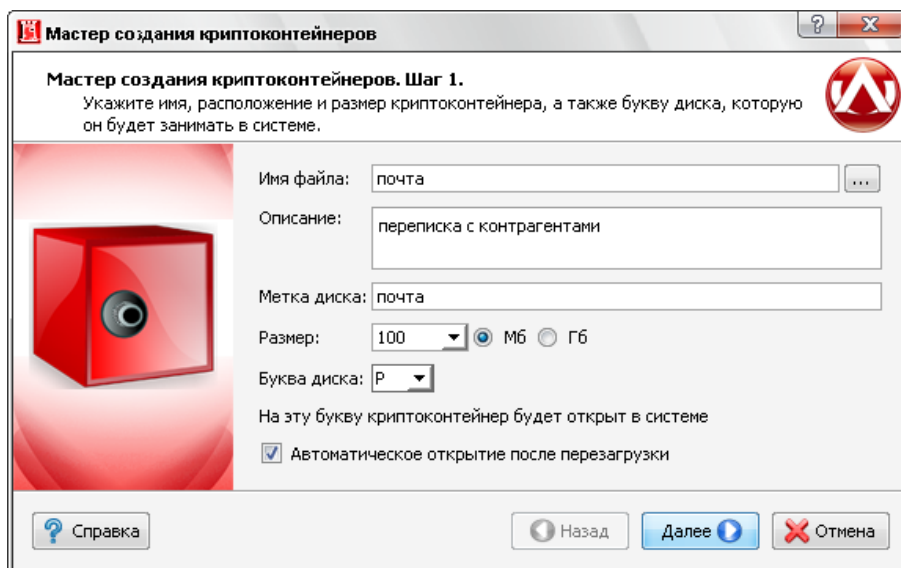 Мастер создания криптоконтейнеров
Мастер создания криптоконтейнеров. Шаг 1.
Укажите имя, расположение и размер криптоконтейнера, а также букву диска, которую
он будет занимать в системе.
Имя файла: почта ...
Описание: переписка с контрагентами
Метка диска: почта
Размер: 100 Мб Гб
Буква диска: P
На эту букву криптоконтейнер будет открыт в системе
Автоматическое открытие после перезагрузки
Справка Назад Далее Отмена